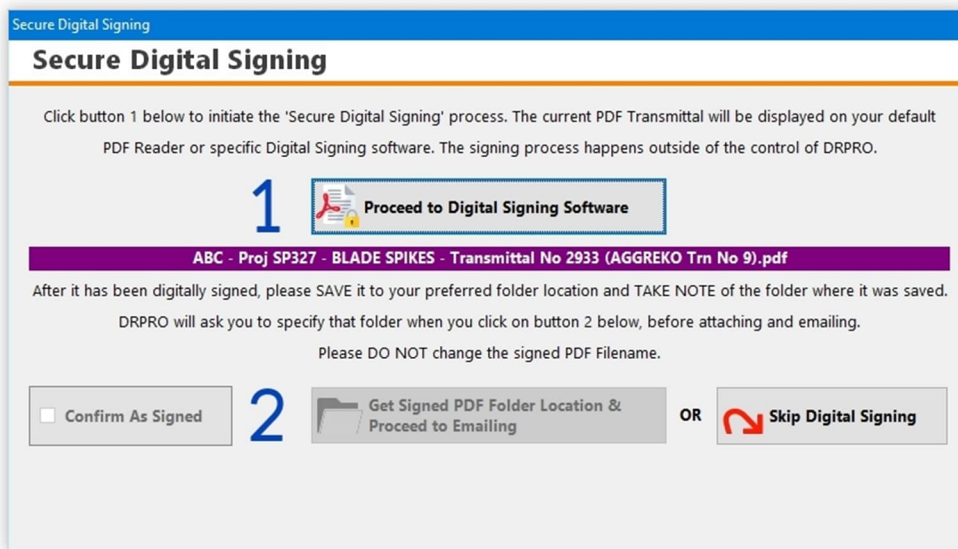 Secure Digital Signing
Secure Digital Signing
Click button 1 below to initiate the 'Secure Digital Signing' process. The current PDF Transmittal will be displayed on your default
PDF Reader or specific Digital Signing software. The signing process happens outside of the control of DRPRO.
1
Proceed to Digital Signing Software
ABC - Proj SP327 - BLADE SPIKES - Transmittal No 2933 (AGGREKO Trn No 9).pdf
After it has been digitally signed, please SAVE it to your preferred folder location and TAKE NOTE of the folder where it was saved.
DRPRO will ask you to specify that folder when you click on button 2 below, before attaching and emailing.
Please DO NOT change the signed PDF Filename.
Confirm As Signed
2
Get Signed PDF Folder Location &
Proceed to Emailing
OR
Skip Digital Signing